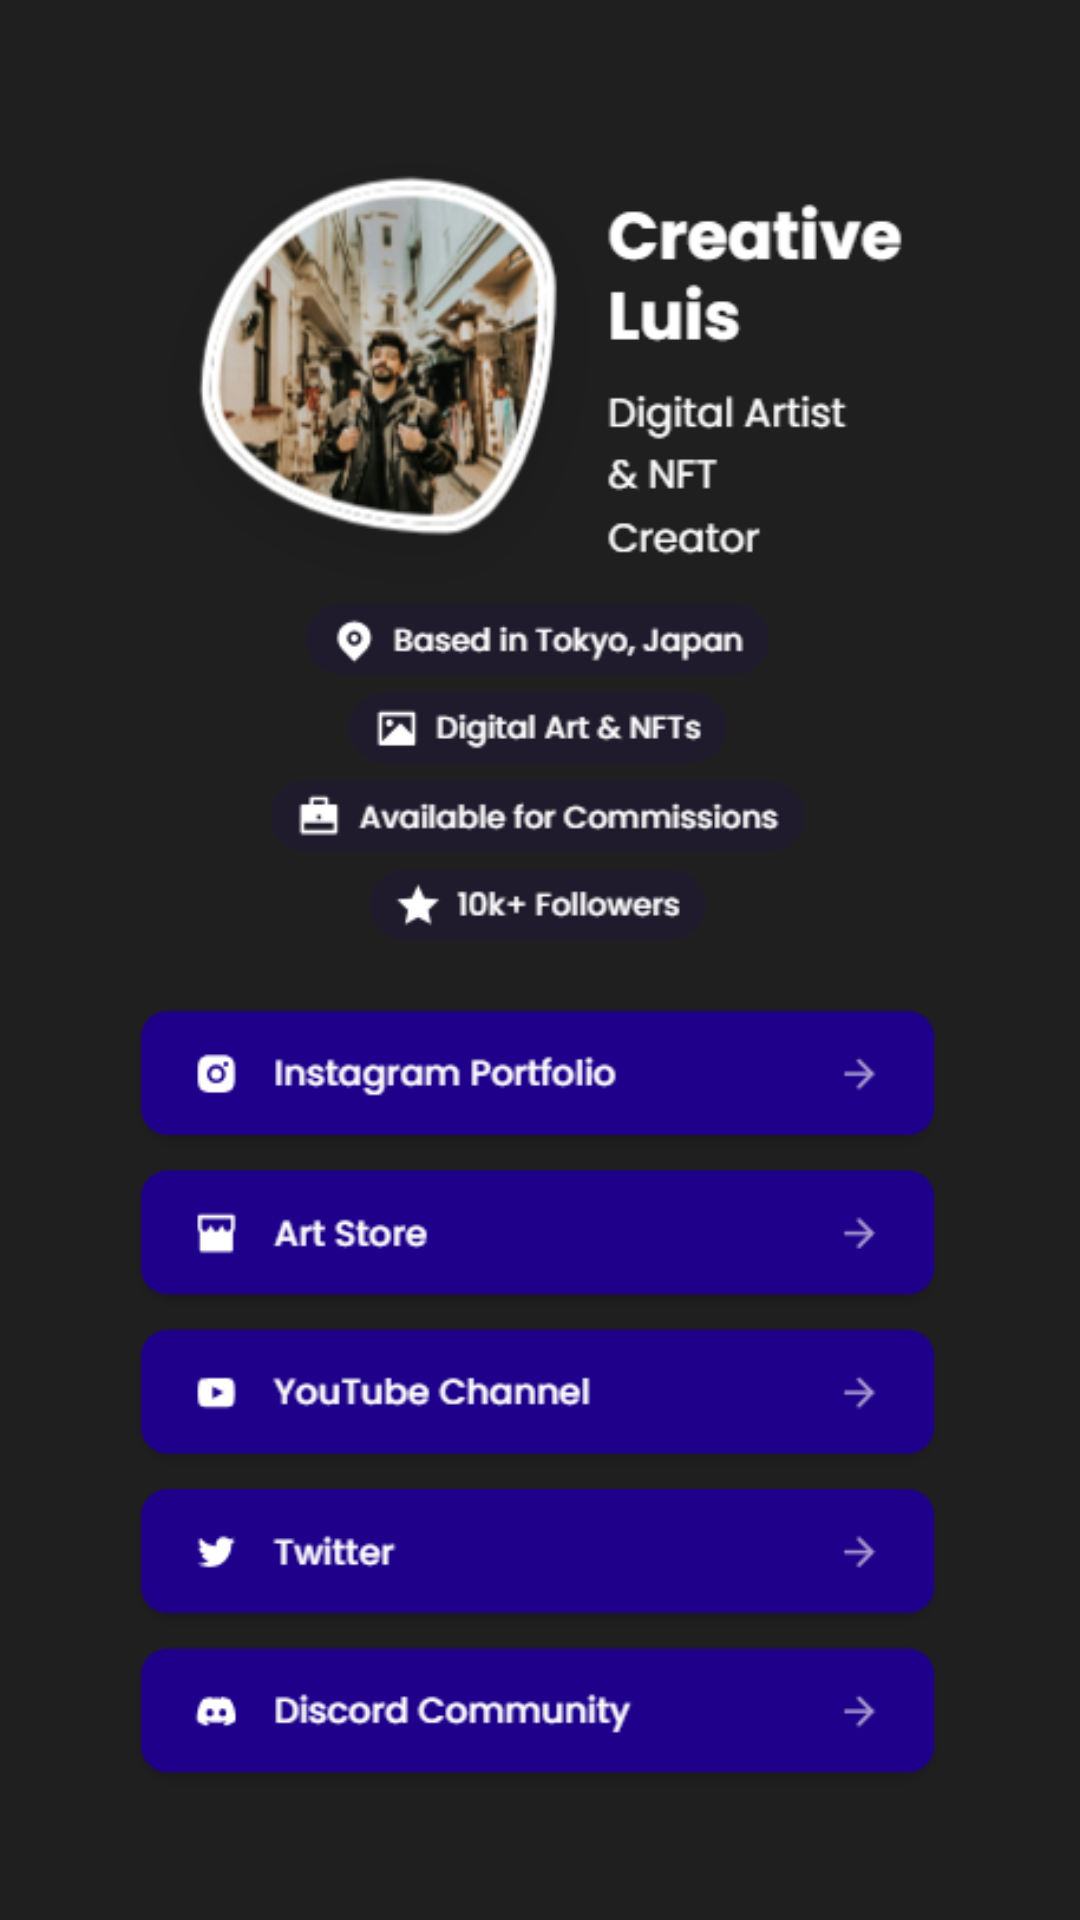 Creative
Luis
Digital Artist
& NFT
Creator
Based in Tokyo, Japan
Digital Art & NFTs
Available for Commissions
10k+ Followers
Instagram Portfolio
Art Store
YouTube Channel
Twitter
Discord Community